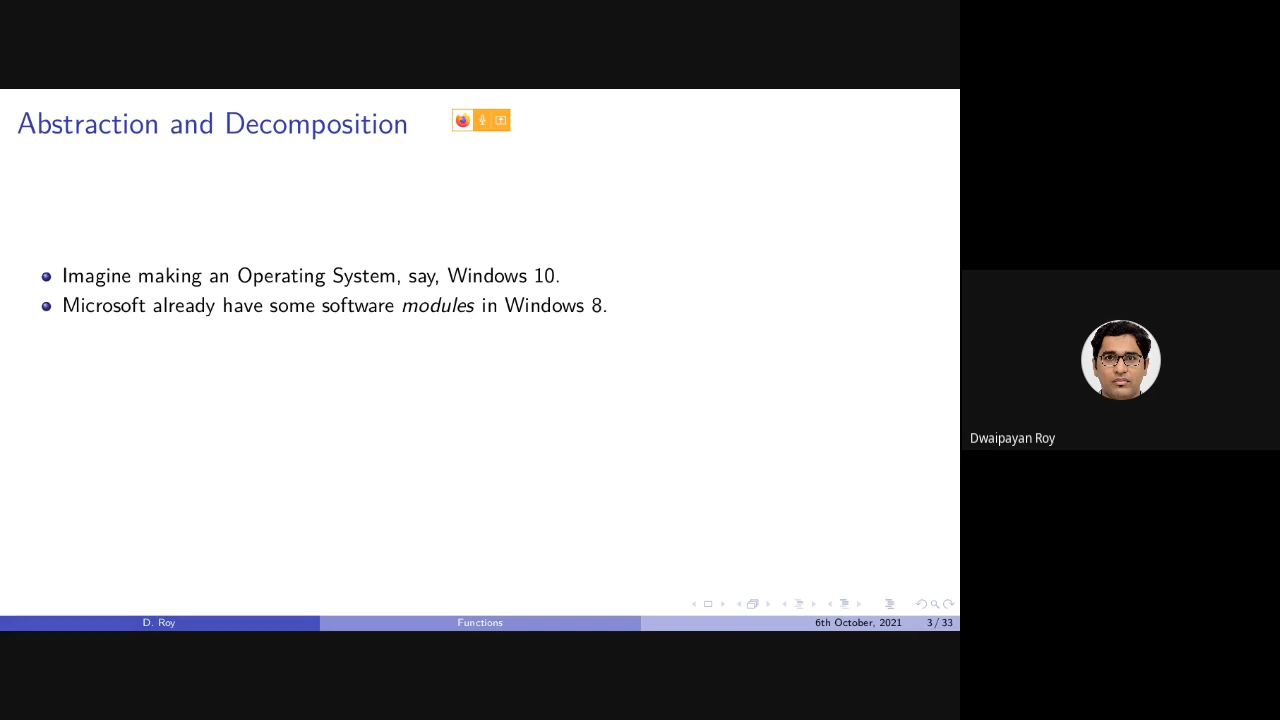 Abstraction and Decomposition
Imagine making an Operating System, say, Windows 10.
Microsoft already have some software modules in Windows 8.
Dwaipayan Roy
D. Roy
Functions
6th October, 2021
3 / 33